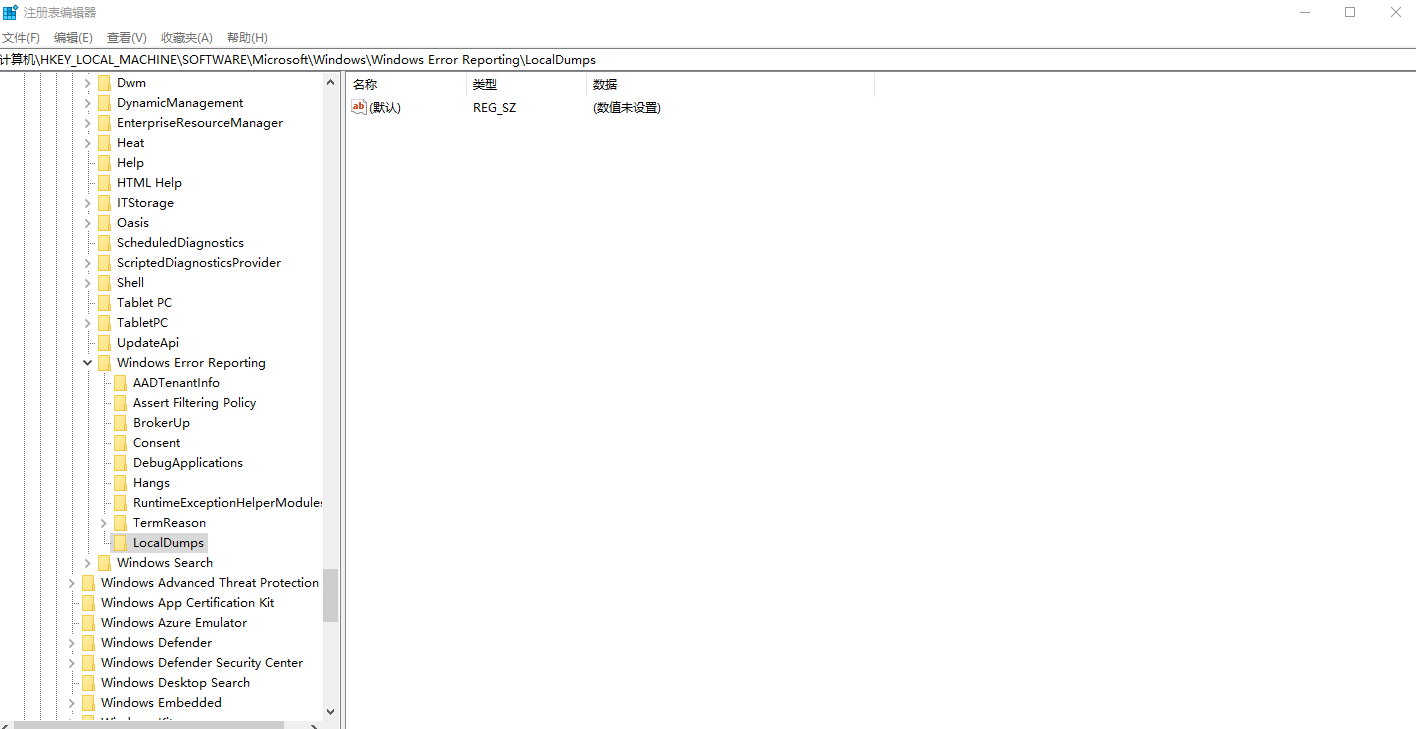 注册表编辑器
文件(F) 编辑(E) 查看(V) 收藏夹(A) 帮助(H)
计算机\HKEY_LOCAL_MACHINE\SOFTWARE\Microsoft\Windows\Windows Error Reporting\LocalDumps
Dwm
DynamicManagement
EnterpriseResourceManager
Heat
Help
HTML Help
ITStorage
Oasis
ScheduledDiagnostics
ScriptedDiagnosticsProvider
Shell
Tablet PC
TabletPC
UpdateApi
Windows Error Reporting
AADTenantInfo
Assert Filtering Policy
BrokerUp
Consent
DebugApplications
Hangs
RuntimeExceptionHelperModules
TermReason
LocalDumps
Windows Search
Windows Advanced Threat Protection
Windows App Certification Kit
Windows Azure Emulator
Windows Defender
Windows Defender Security Center
Windows Desktop Search
Windows Embedded
名称 类型 数据
ab (默认) REG_SZ (数值未设置)